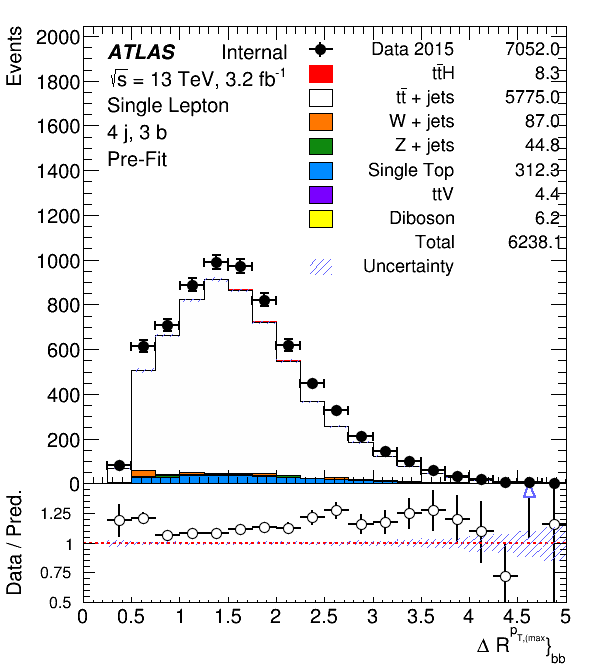 Events
2000
1800
1600
1400
1200
1000
800
600
400
200
0
ATLAS Internal
√s = 13 TeV, 3.2 fb⁻¹
Single Lepton
4 j, 3 b
Pre-Fit
Data 2015 7052.0
tt̄H 8.3
tt̄ + jets 5775.0
W + jets 87.0
Z + jets 44.8
Single Top 312.3
ttV 4.4
Diboson 6.2
Total 6238.1
Uncertainty
Data / Pred.
1.25
1
0.75
0.5
0 0.5 1 1.5 2 2.5 3 3.5 4 4.5 5
Δ R^{p_{T,(max}}}_{bb}